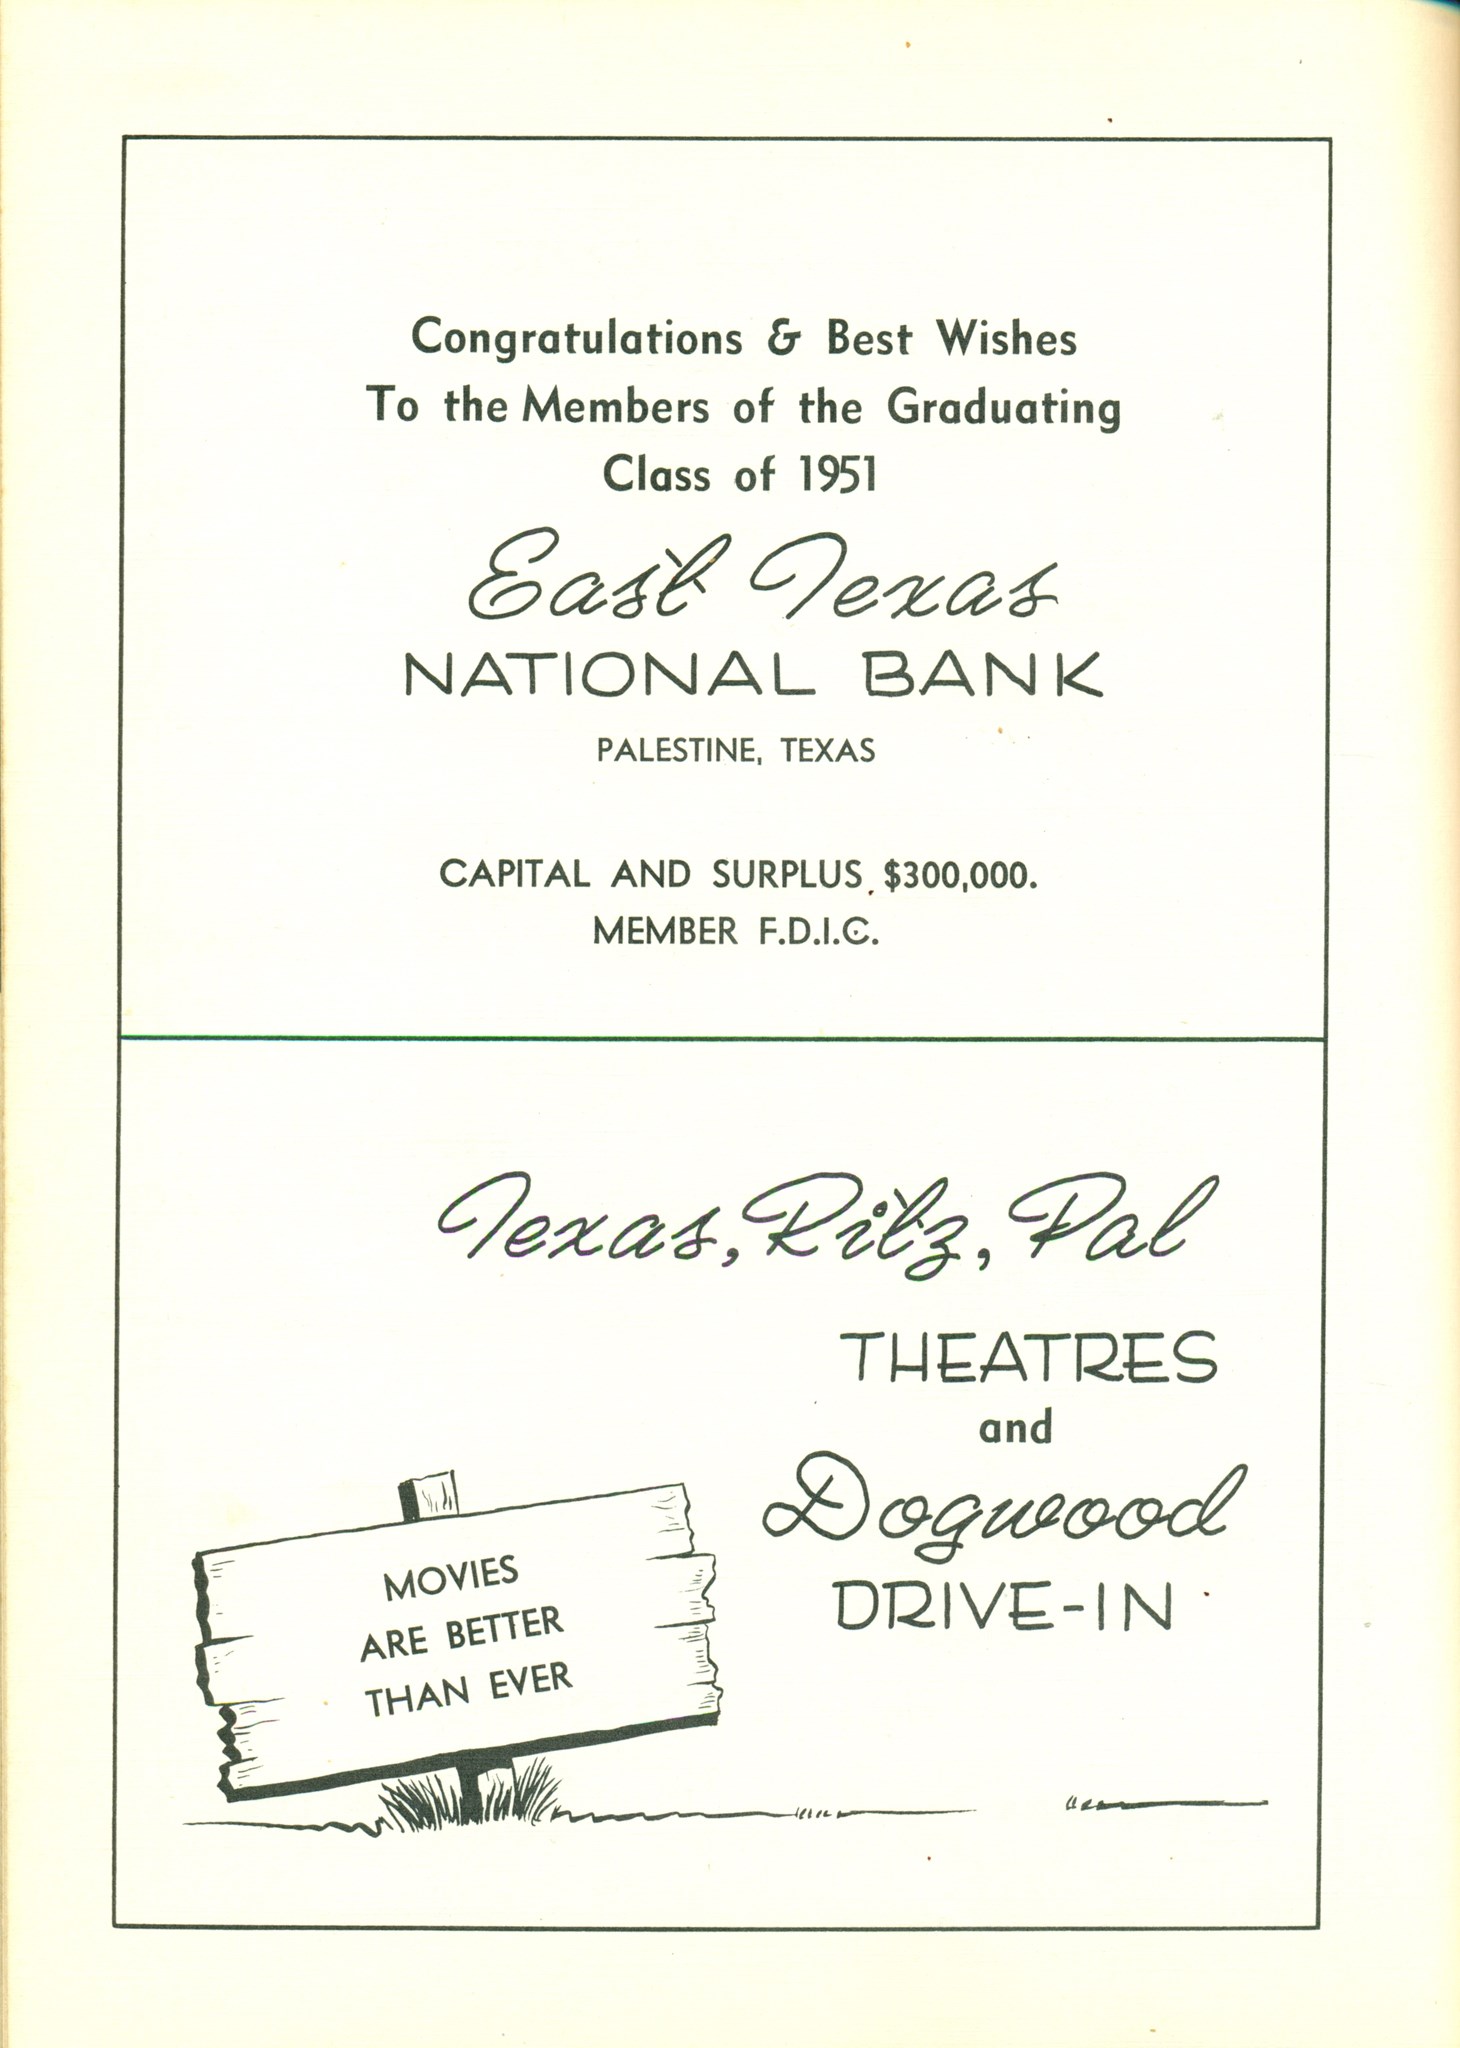 Congratulations & Best Wishes
To the Members of the Graduating
Class of 1951
East Texas
NATIONAL BANK
PALESTINE, TEXAS
CAPITAL AND SURPLUS $300,000.
MEMBER F.D.I.C.
Texas, Ritz, Pal
THEATRES
and
Dogwood
DRIVE-IN
MOVIES
ARE BETTER
THAN EVER